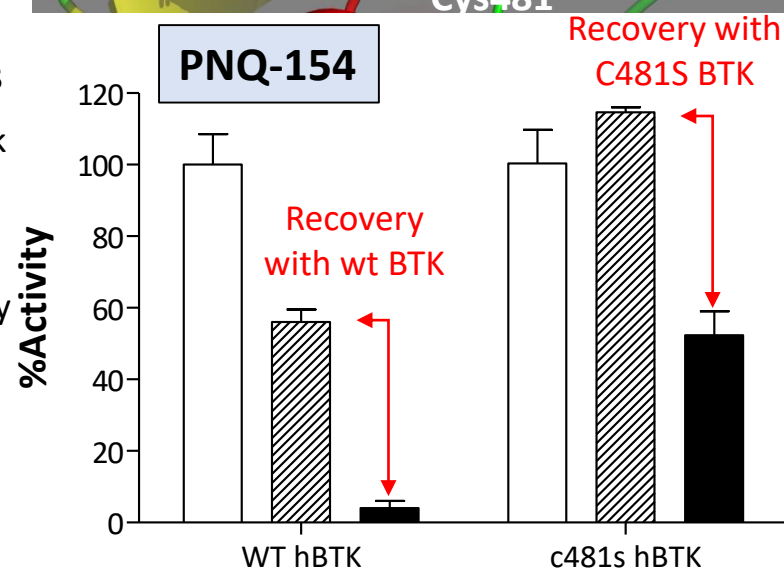 Cys481
Recovery with
C481S BTK
PNQ-154
120
100
80
60
40
20
0
%Activity
Recovery
with wt BTK
WT hBTK
c481s hBTK